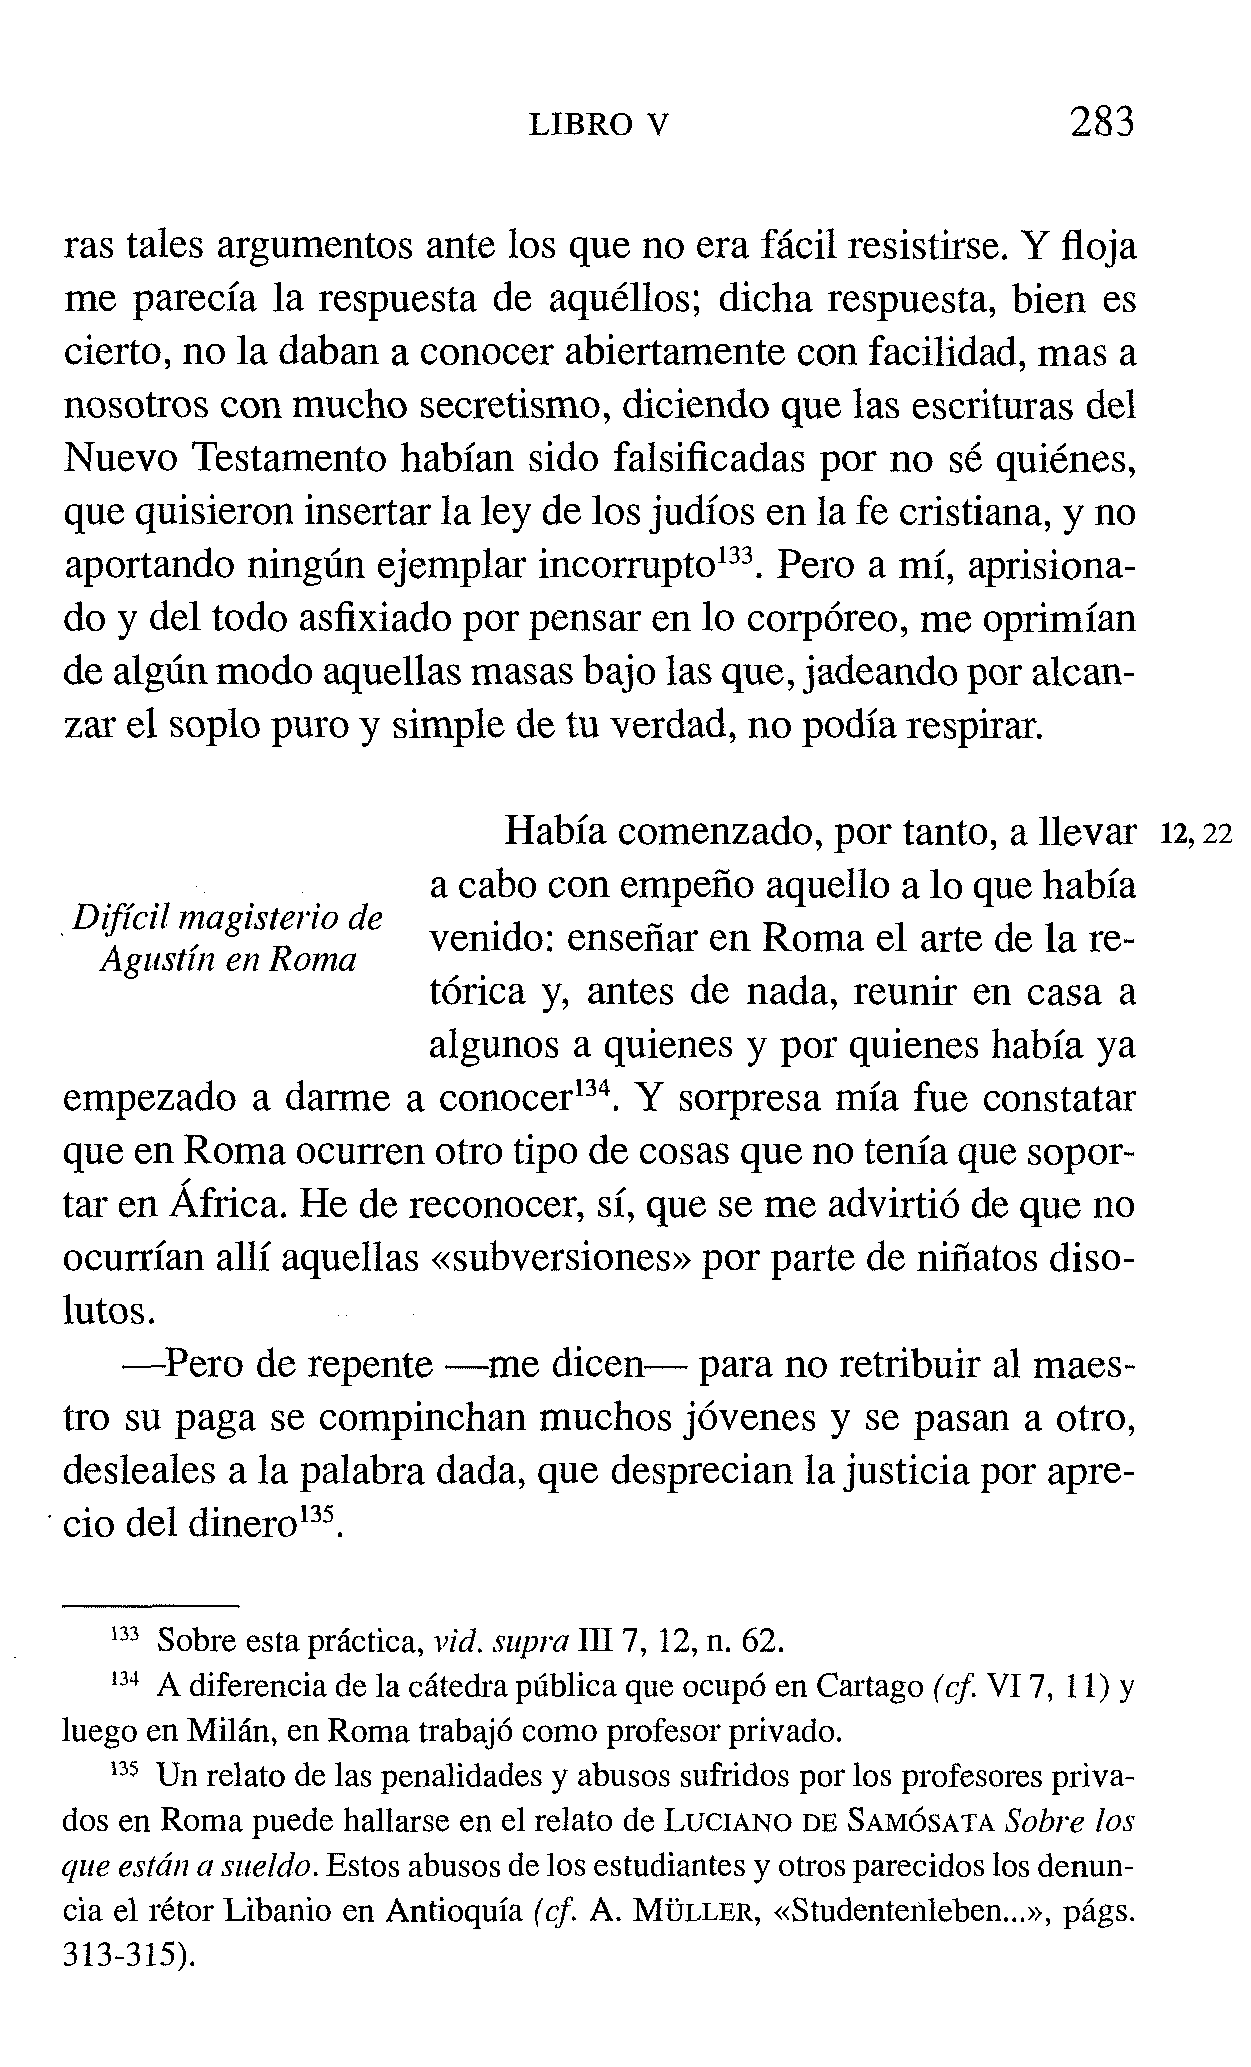 LIBRO V 283
ras tales argumentos ante los que no era fácil resistirse. Y floja
me parecía la respuesta de aquéllos; dicha respuesta, bien es
cierto, no la daban a conocer abiertamente con facilidad, mas a
nosotros con mucho secretismo, diciendo que las escrituras del
Nuevo Testamento habían sido falsificadas por no sé quiénes,
que quisieron insertar la ley de los judíos en la fe cristiana, y no
aportando ningún ejemplar incorrupto¹³³. Pero a mí, aprisiona-
do y del todo asfixiado por pensar en lo corpóreo, me oprimían
de algún modo aquellas masas bajo las que, jadeando por alcan-
zar el soplo puro y simple de tu verdad, no podía respirar.
Difícil magisterio de
Agustín en Roma
Había comenzado, por tanto, a llevar 12, 22
a cabo con empeño aquello a lo que había
venido: enseñar en Roma el arte de la re-
tórica y, antes de nada, reunir en casa a
algunos a quienes y por quienes había ya
empezado a darme a conocer¹³⁴. Y sorpresa mía fue constatar
que en Roma ocurren otro tipo de cosas que no tenía que sopor-
tar en África. He de reconocer, sí, que se me advirtió de que no
ocurrían allí aquellas «subversiones» por parte de niñatos diso-
lutos.
—Pero de repente —me dicen— para no retribuir al maes-
tro su paga se compinchan muchos jóvenes y se pasan a otro,
desleales a la palabra dada, que desprecian la justicia por apre-
cio del dinero¹³⁵.
¹³³ Sobre esta práctica, vid. supra III 7, 12, n. 62.
¹³⁴ A diferencia de la cátedra pública que ocupó en Cartago (cf. VI 7, 11) y
luego en Milán, en Roma trabajó como profesor privado.
¹³⁵ Un relato de las penalidades y abusos sufridos por los profesores priva-
dos en Roma puede hallarse en el relato de LUCIANO DE SAMÓSATA Sobre los
que están a sueldo. Estos abusos de los estudiantes y otros parecidos los denun-
cia el rétor Libanio en Antioquía (cf. A. MÜLLER, «Studentenleben...», págs.
313-315).